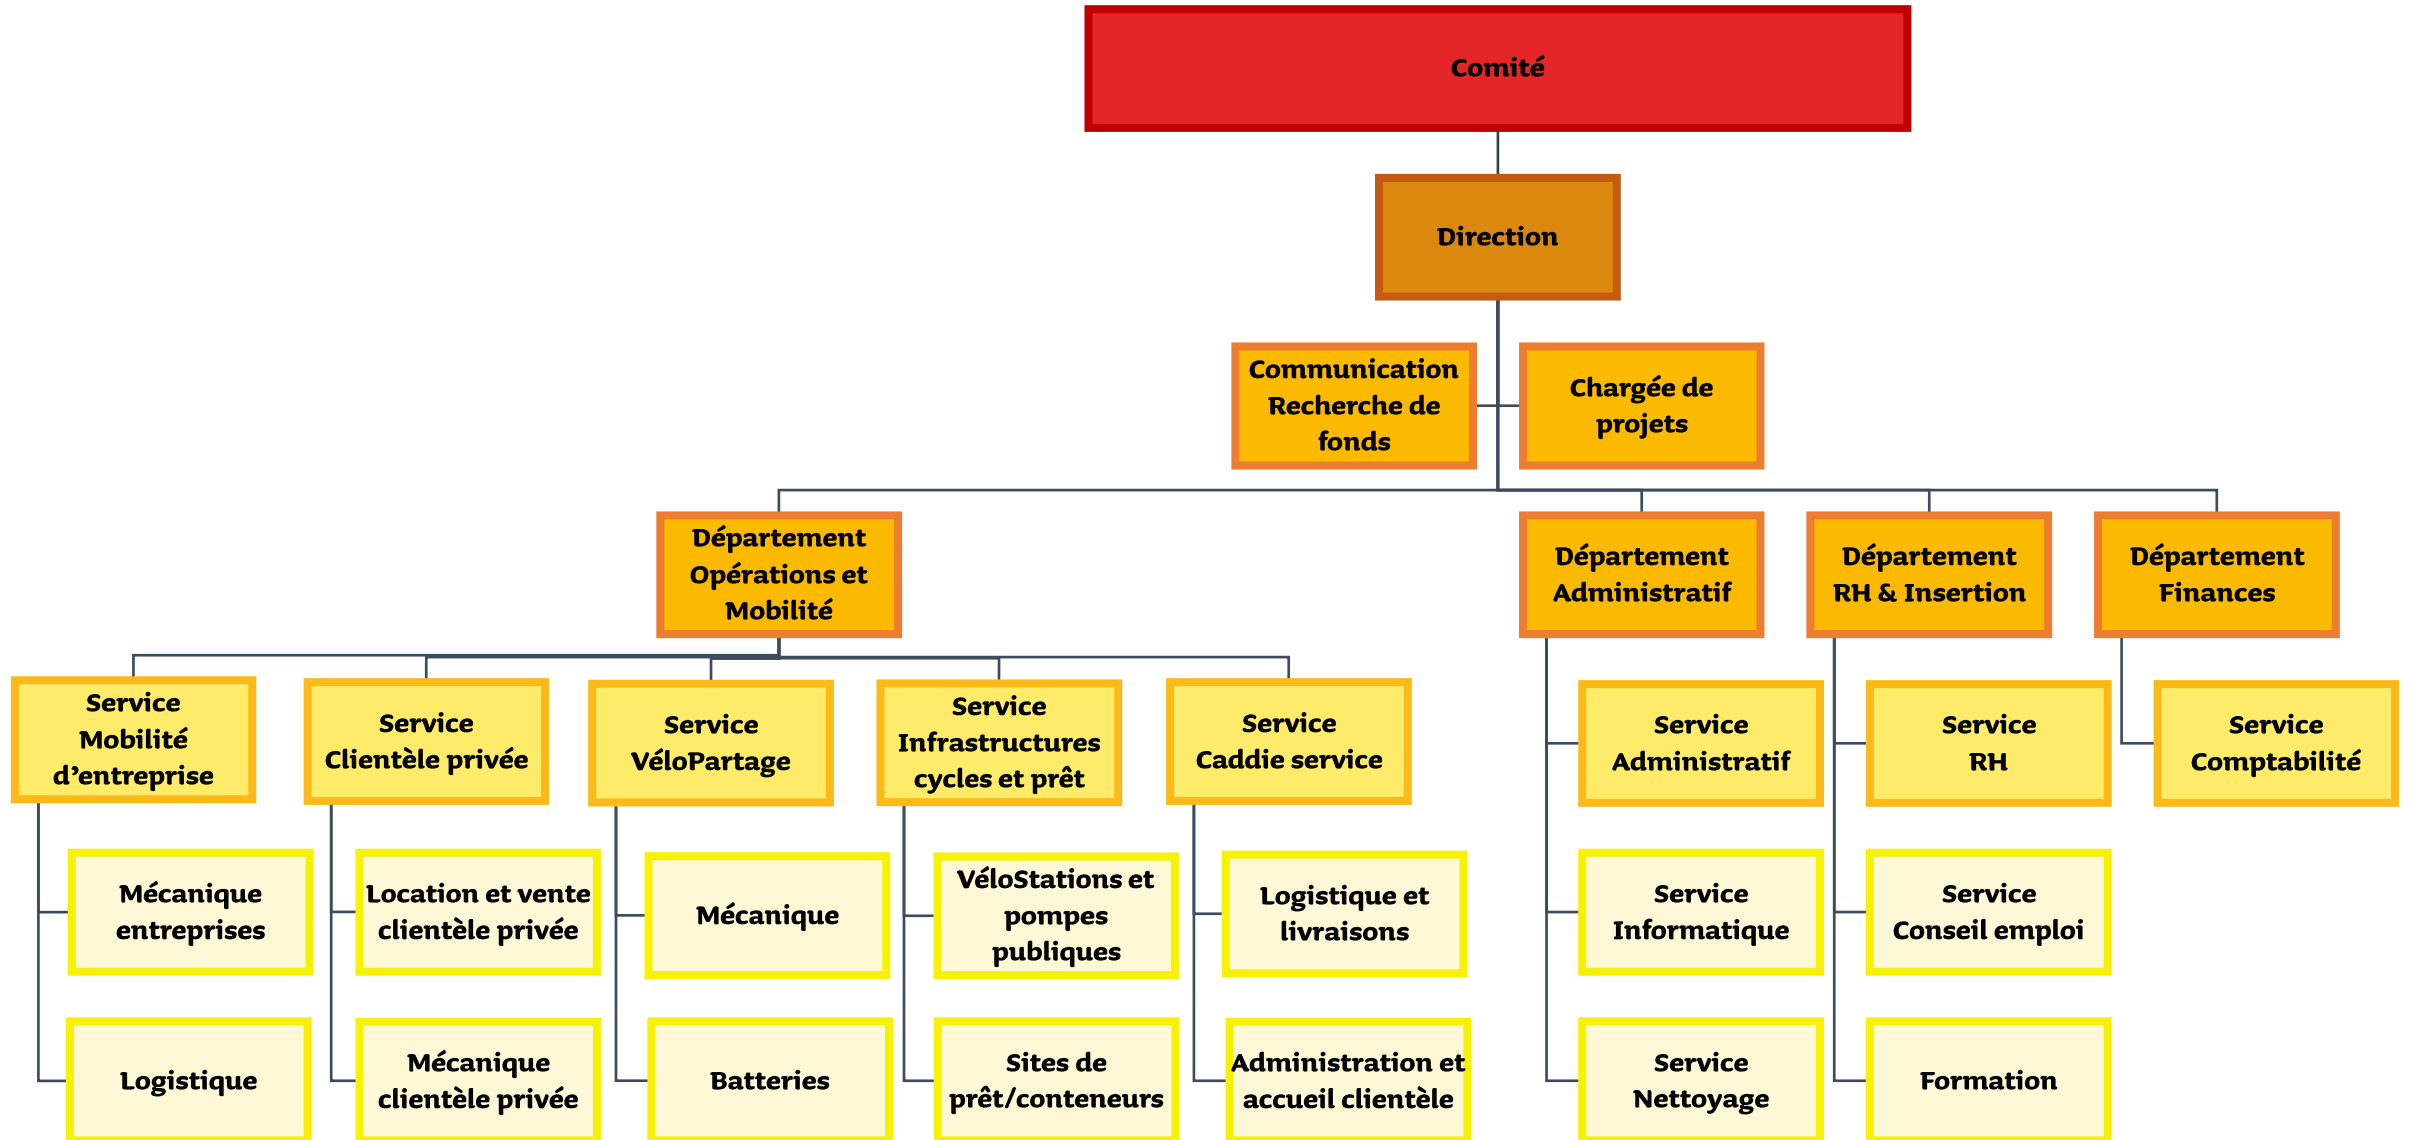 Comité
Direction
Communication
Recherche de
fonds
Chargée de
projets
Département
Opérations et
Mobilité
Département
Administratif
Département
RH & Insertion
Département
Finances
Service
Mobilité
d’entreprise
Service
Clientèle privée
Service
VéloPartage
Service
Infrastructures
cycles et prêt
Service
Caddie service
Service
Administratif
Service
RH
Service
Comptabilité
Mécanique
entreprises
Location et vente
clientèle privée
Mécanique
VéloStations et
pompes
publiques
Logistique et
livraisons
Service
Informatique
Service
Conseil emploi
Logistique
Mécanique
clientèle privée
Batteries
Sites de
prêt/conteneurs
Administration et
accueil clientèle
Service
Nettoyage
Formation